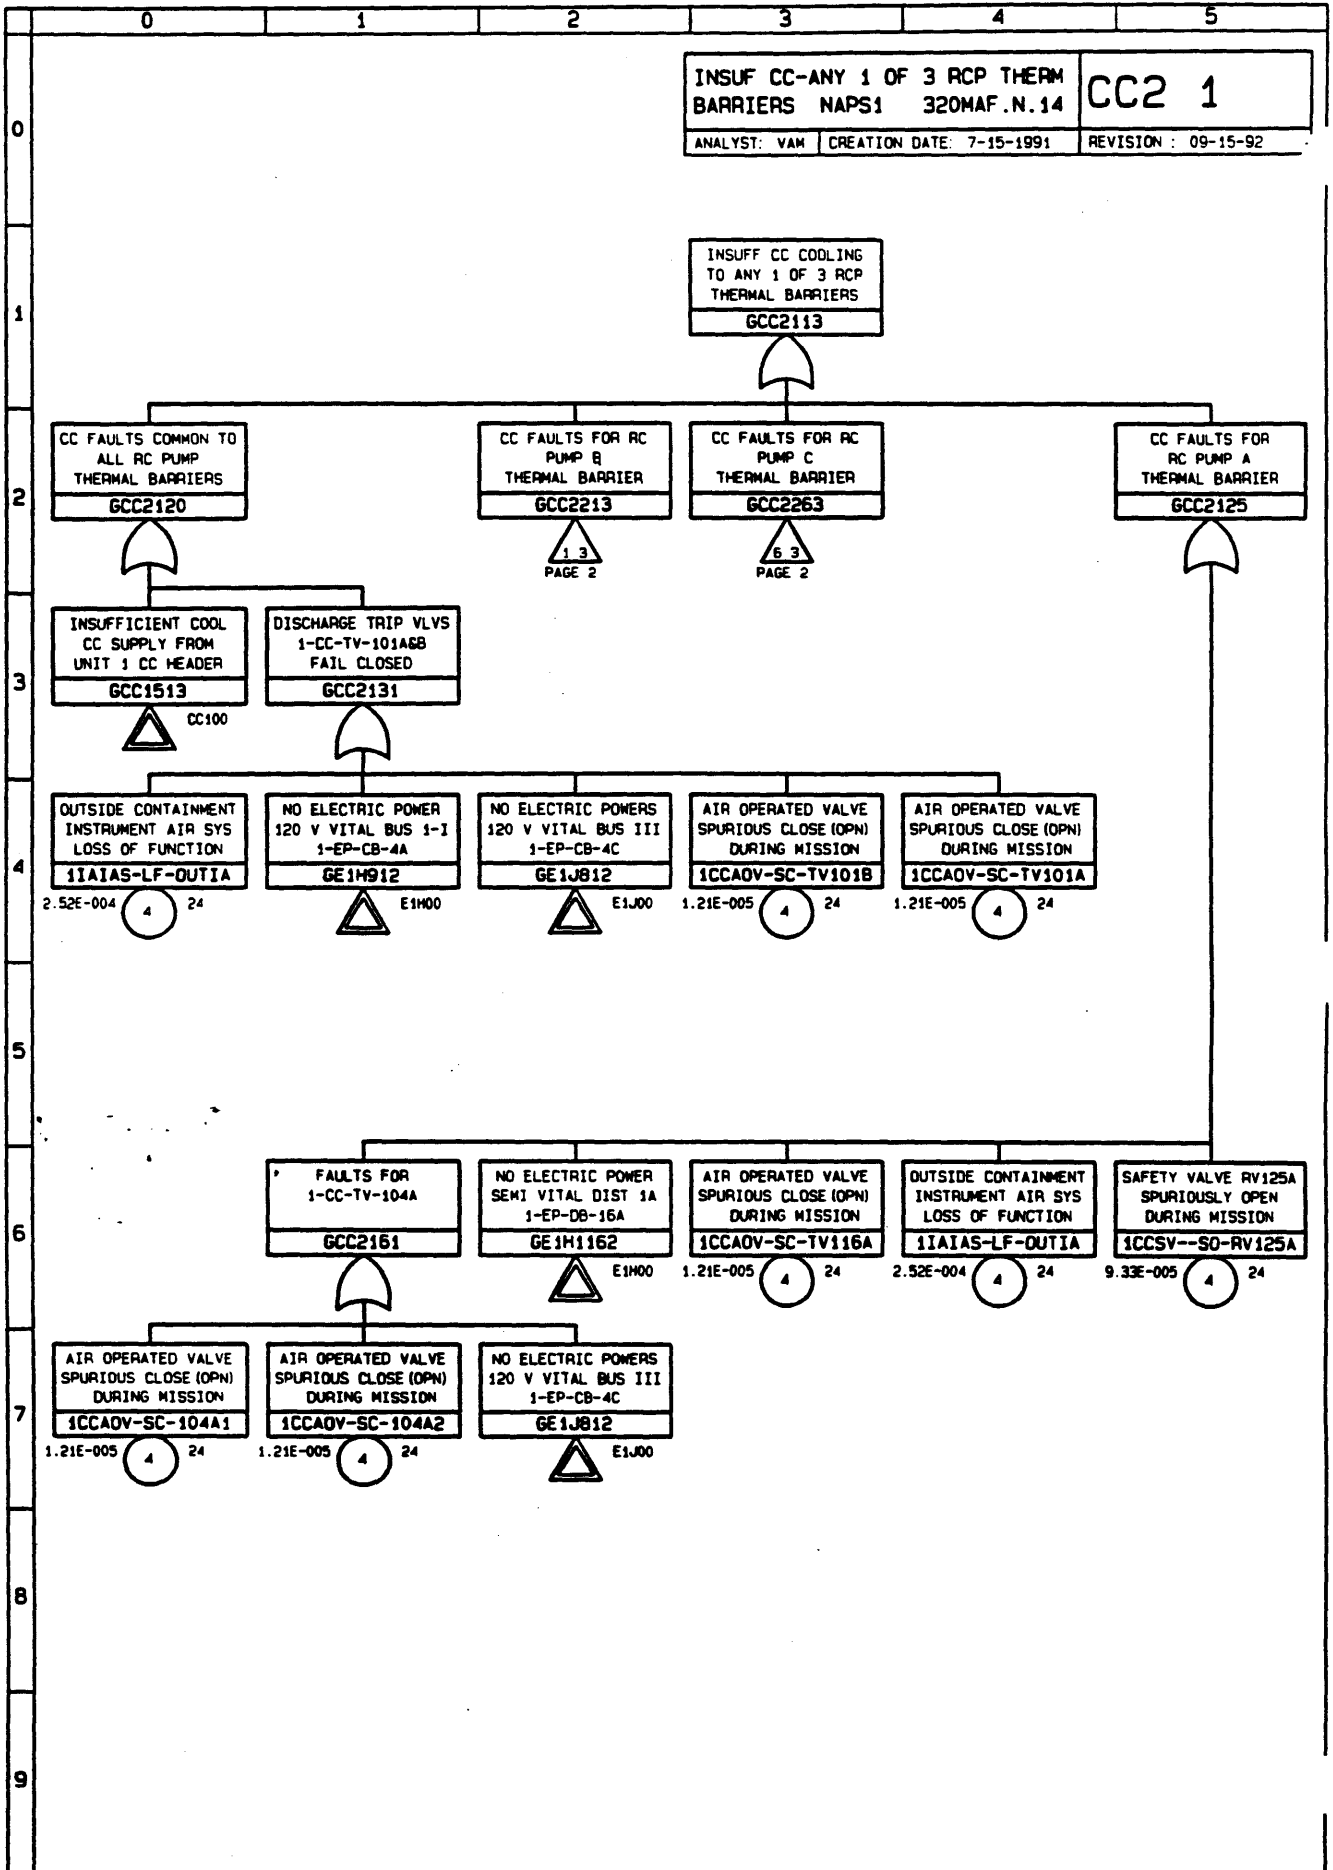 0 1 2 3 4 5
INSUF CC-ANY 1 OF 3 RCP THERM
BARRIERS NAPS1 320MAF.N.14
CC2 1
ANALYST: VAM CREATION DATE: 7-15-1991 REVISION : 09-15-92
0
INSUFF CC COOLING
TO ANY 1 OF 3 RCP
THERMAL BARRIERS
GCC2113
1
CC FAULTS COMMON TO
ALL RC PUMP
THERMAL BARRIERS
GCC2120
CC FAULTS FOR RC
PUMP B
THERMAL BARRIER
GCC2213
1 3
PAGE 2
CC FAULTS FOR RC
PUMP C
THERMAL BARRIER
GCC2263
6 3
PAGE 2
CC FAULTS FOR
RC PUMP A
THERMAL BARRIER
GCC2125
2
INSUFFICIENT COOL
CC SUPPLY FROM
UNIT 1 CC HEADER
GCC1513
CC100
DISCHARGE TRIP VLVS
1-CC-TV-101A&B
FAIL CLOSED
GCC2131
3
OUTSIDE CONTAINMENT
INSTRUMENT AIR SYS
LOSS OF FUNCTION
1IAIAS-LF-OUTIA
2.52E-004 4 24
NO ELECTRIC POWER
120 V VITAL BUS 1-I
1-EP-CB-4A
GE1H912
E1H00
NO ELECTRIC POWERS
120 V VITAL BUS III
1-EP-CB-4C
GE1J812
E1J00
AIR OPERATED VALVE
SPURIOUS CLOSE (OPN)
DURING MISSION
1CCAOV-SC-TV101B
1.21E-005 4 24
AIR OPERATED VALVE
SPURIOUS CLOSE (OPN)
DURING MISSION
1CCAOV-SC-TV101A
1.21E-005 4 24
4
5
FAULTS FOR
1-CC-TV-104A
GCC2161
NO ELECTRIC POWER
SEMI VITAL DIST 1A
1-EP-DB-16A
GE1H1162
E1H00
AIR OPERATED VALVE
SPURIOUS CLOSE (OPN)
DURING MISSION
1CCAOV-SC-TV116A
1.21E-005 4 24
OUTSIDE CONTAINMENT
INSTRUMENT AIR SYS
LOSS OF FUNCTION
1IAIAS-LF-OUTIA
2.52E-004 4 24
SAFETY VALVE RV125A
SPURIOUSLY OPEN
DURING MISSION
1CCSV--SO-RV125A
9.33E-005 4 24
6
AIR OPERATED VALVE
SPURIOUS CLOSE (OPN)
DURING MISSION
1CCAOV-SC-104A1
1.21E-005 4 24
AIR OPERATED VALVE
SPURIOUS CLOSE (OPN)
DURING MISSION
1CCAOV-SC-104A2
1.21E-005 4 24
NO ELECTRIC POWERS
120 V VITAL BUS III
1-EP-CB-4C
GE1J812
E1J00
7
8
9